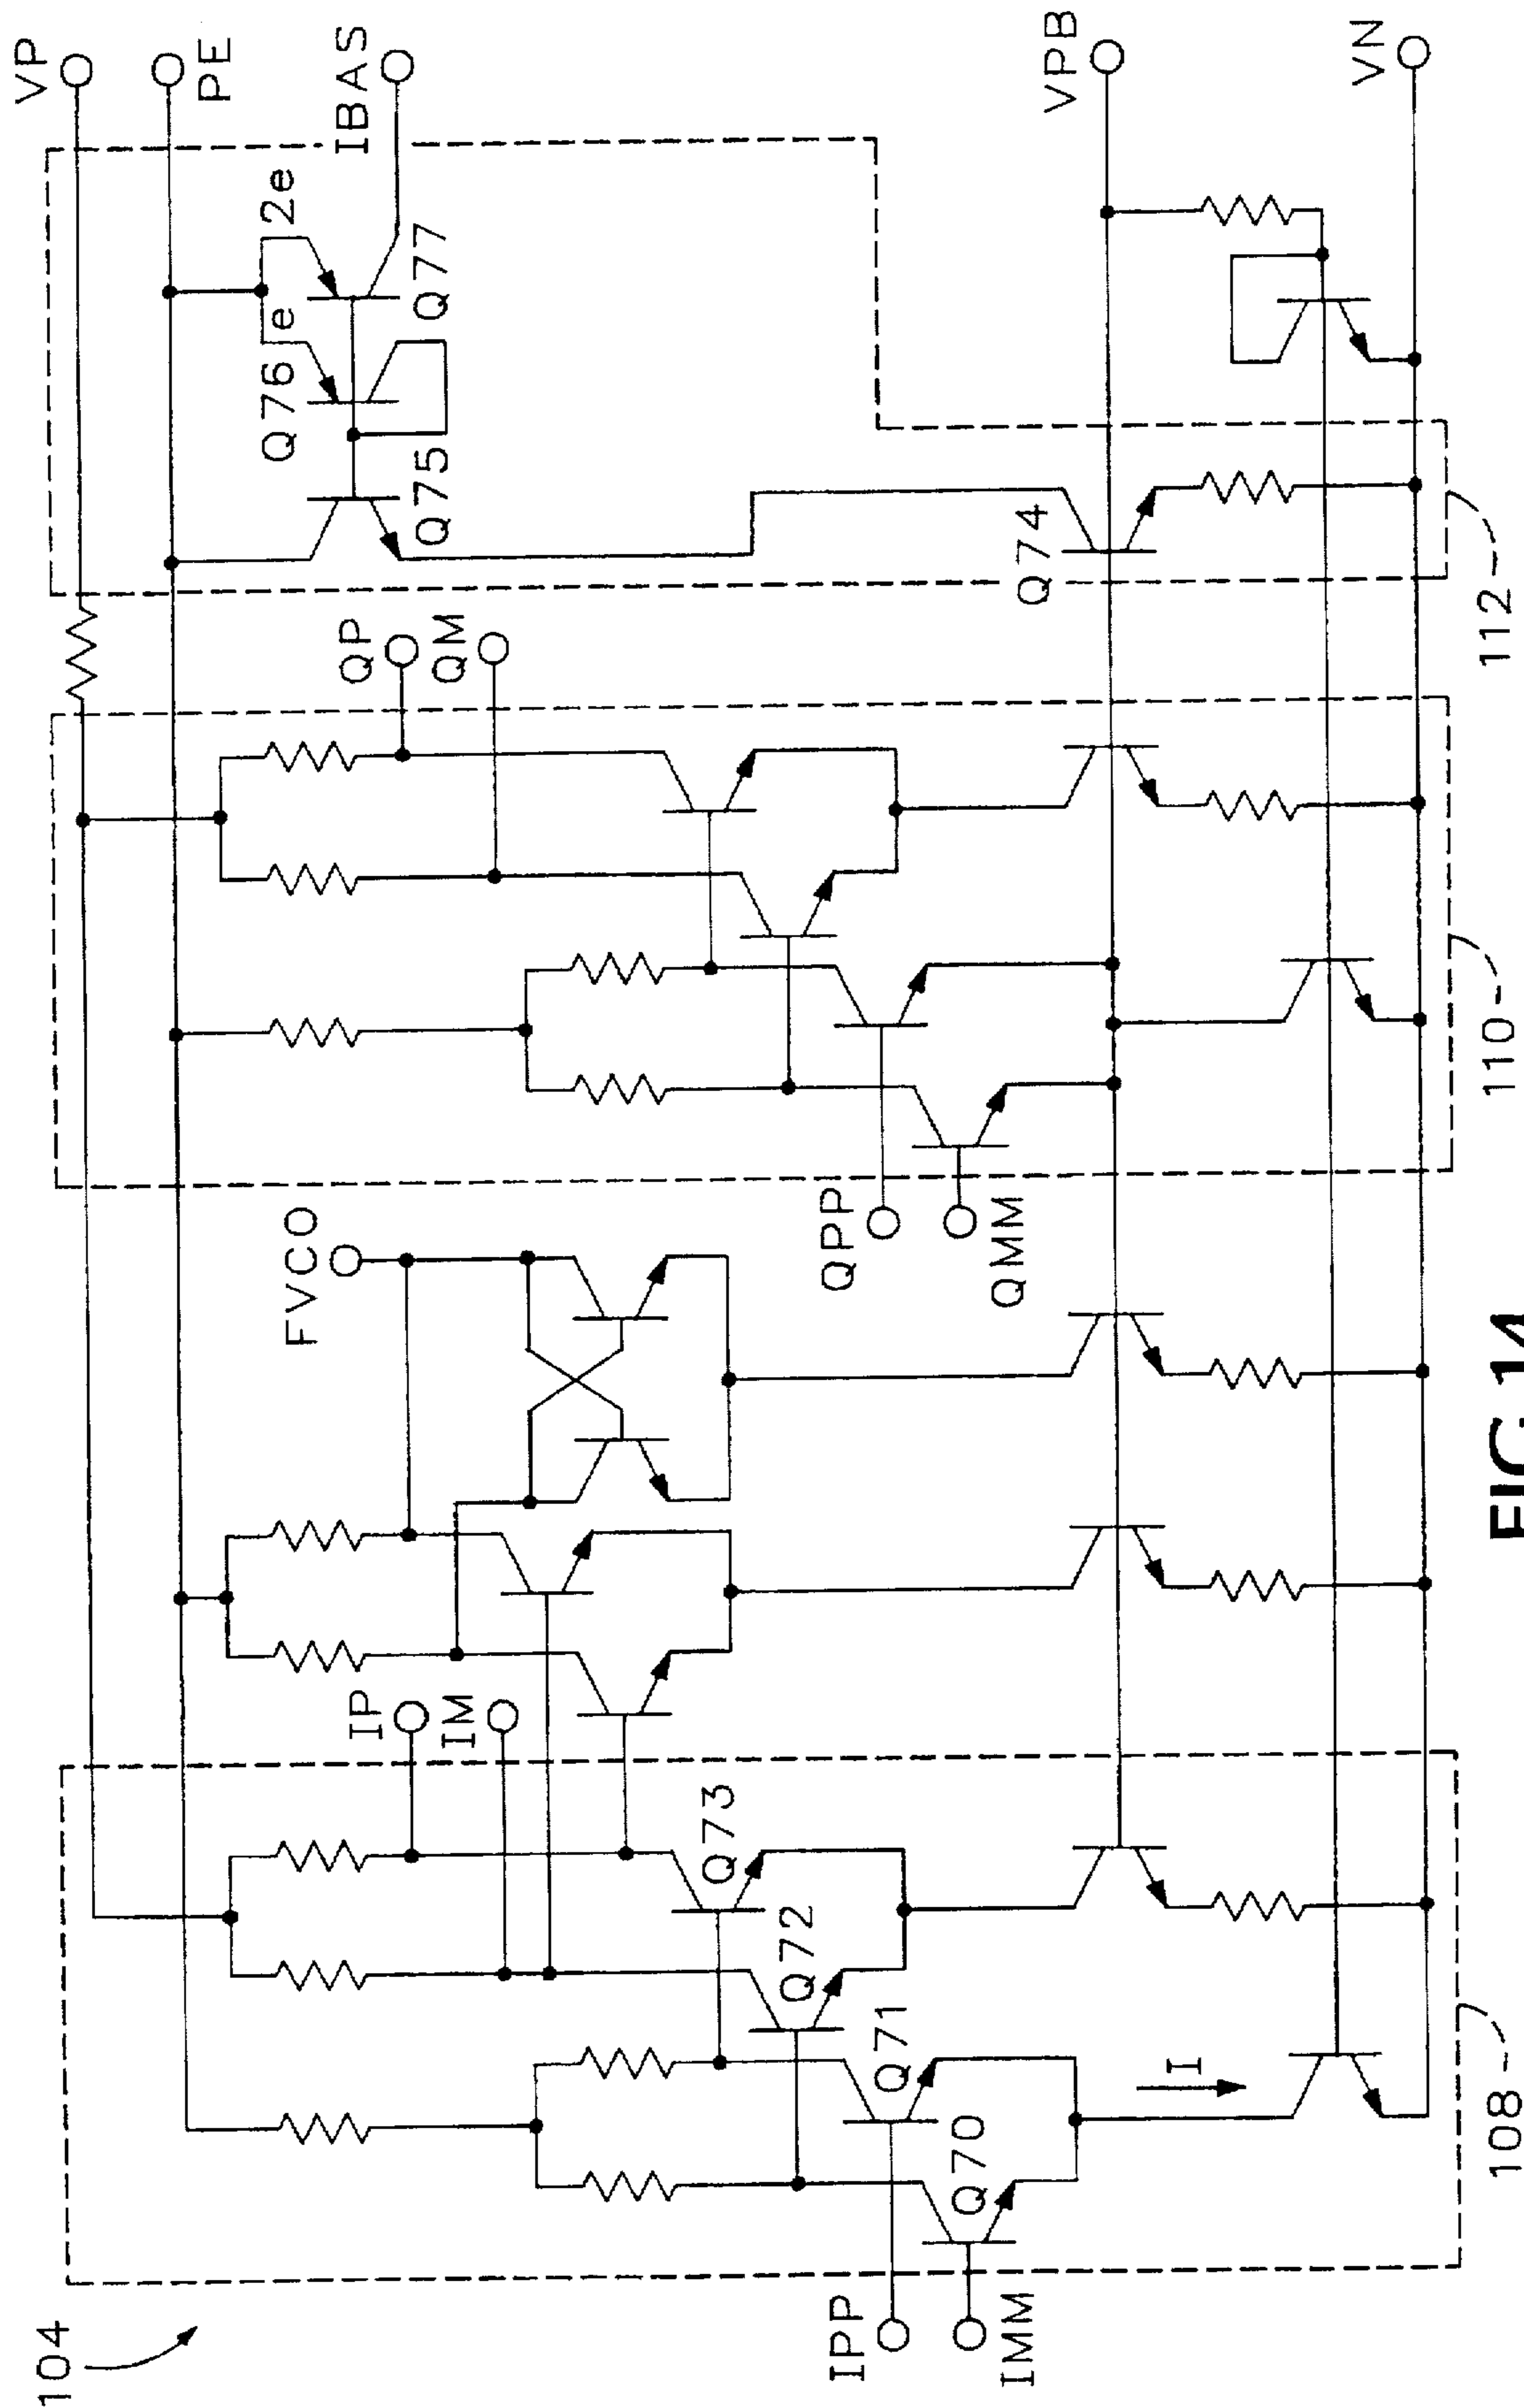 104
VP
PE
IBAS
2e
e
Q76
Q77
Q75
QP
QM
FVCO
IP
IM
VPB
VN
Q74
QPP
QMM
Q73
Q72
Q71
Q70
I
IPP
IMM
108
110
112
FIG.14